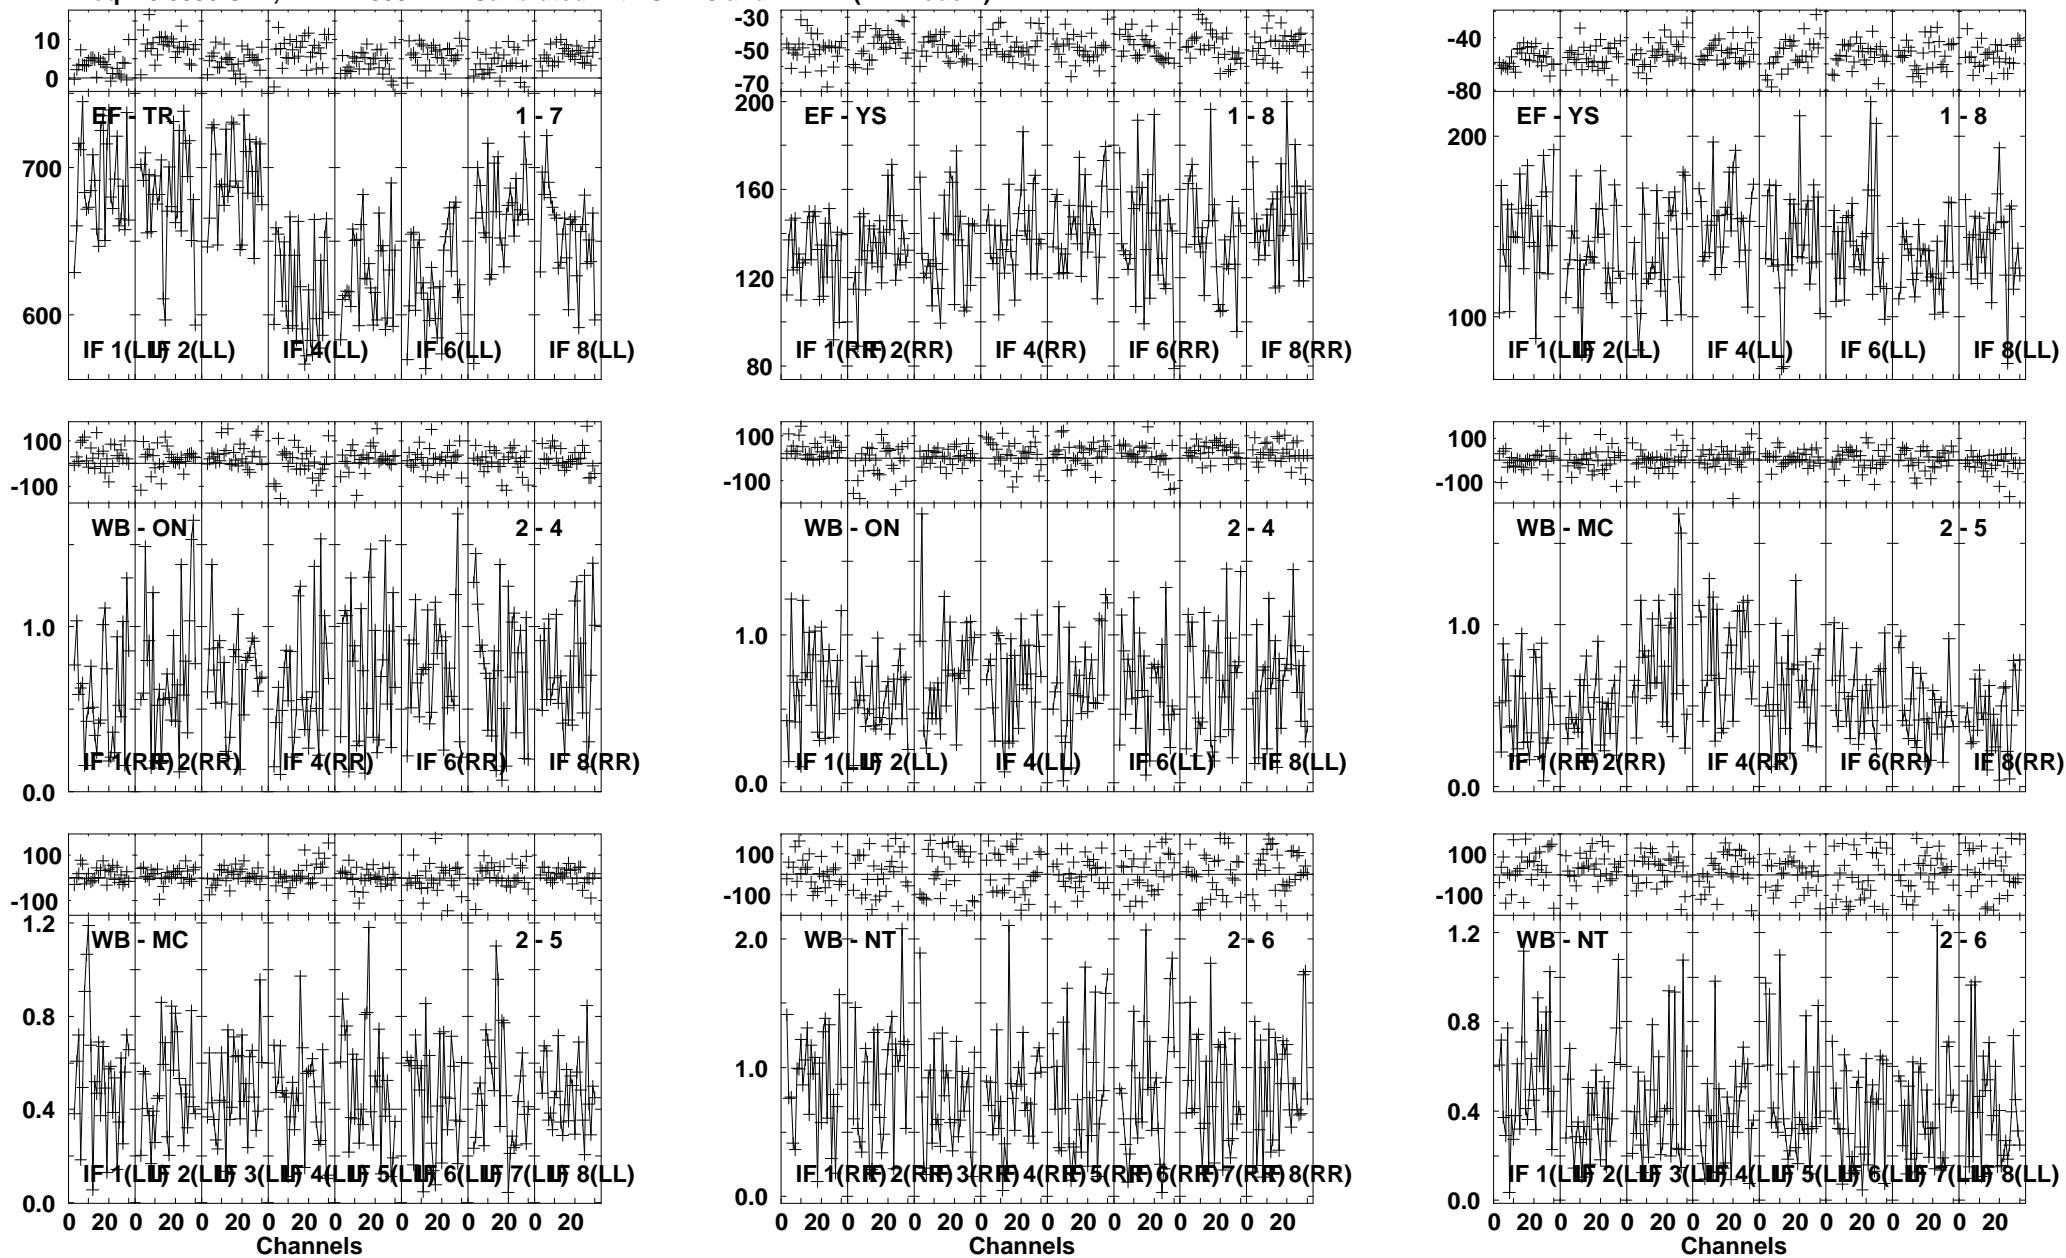 10
0
EF - TR 1 - 7
700
600
IF 1(LL) IF 2(LL) IF 4(LL) IF 6(LL) IF 8(LL)
-30
-50
-70
200
EF - YS 1 - 8
160
120
80
IF 1(RR) IF 2(RR) IF 4(RR) IF 6(RR) IF 8(RR)
-40
-80
EF - YS 1 - 8
200
100
IF 1(LL) IF 2(LL) IF 4(LL) IF 6(LL) IF 8(LL)
100
-100
WB - ON 2 - 4
1.0
0.0
IF 1(RR) IF 2(RR) IF 4(RR) IF 6(RR) IF 8(RR)
100
-100
WB - ON 2 - 4
1.0
0.0
IF 1(LL) IF 2(LL) IF 4(LL) IF 6(LL) IF 8(LL)
100
-100
WB - MC 2 - 5
1.0
0.0
IF 1(RR) IF 2(RR) IF 4(RR) IF 6(RR) IF 8(RR)
100
-100
1.2
WB - MC 2 - 5
0.8
0.4
0.0
IF 1(LL) IF 2(LL) IF 3(LL) IF 4(LL) IF 5(LL) IF 6(LL) IF 7(LL) IF 8(LL)
0 20 0 20 0 20 0 20 0 20 0 20 0 20 0 20
Channels
100
-100
WB - NT 2 - 6
2.0
1.0
0.0
IF 1(RR) IF 2(RR) IF 3(RR) IF 4(RR) IF 5(RR) IF 6(RR) IF 7(RR) IF 8(RR)
0 20 0 20 0 20 0 20 0 20 0 20 0 20 0 20
Channels
100
-100
WB - NT 2 - 6
1.2
0.8
0.4
0.0
IF 1(LL) IF 2(LL) IF 3(LL) IF 4(LL) IF 5(LL) IF 6(LL) IF 7(LL) IF 8(LL)
0 20 0 20 0 20 0 20 0 20 0 20 0 20 0 20
Channels